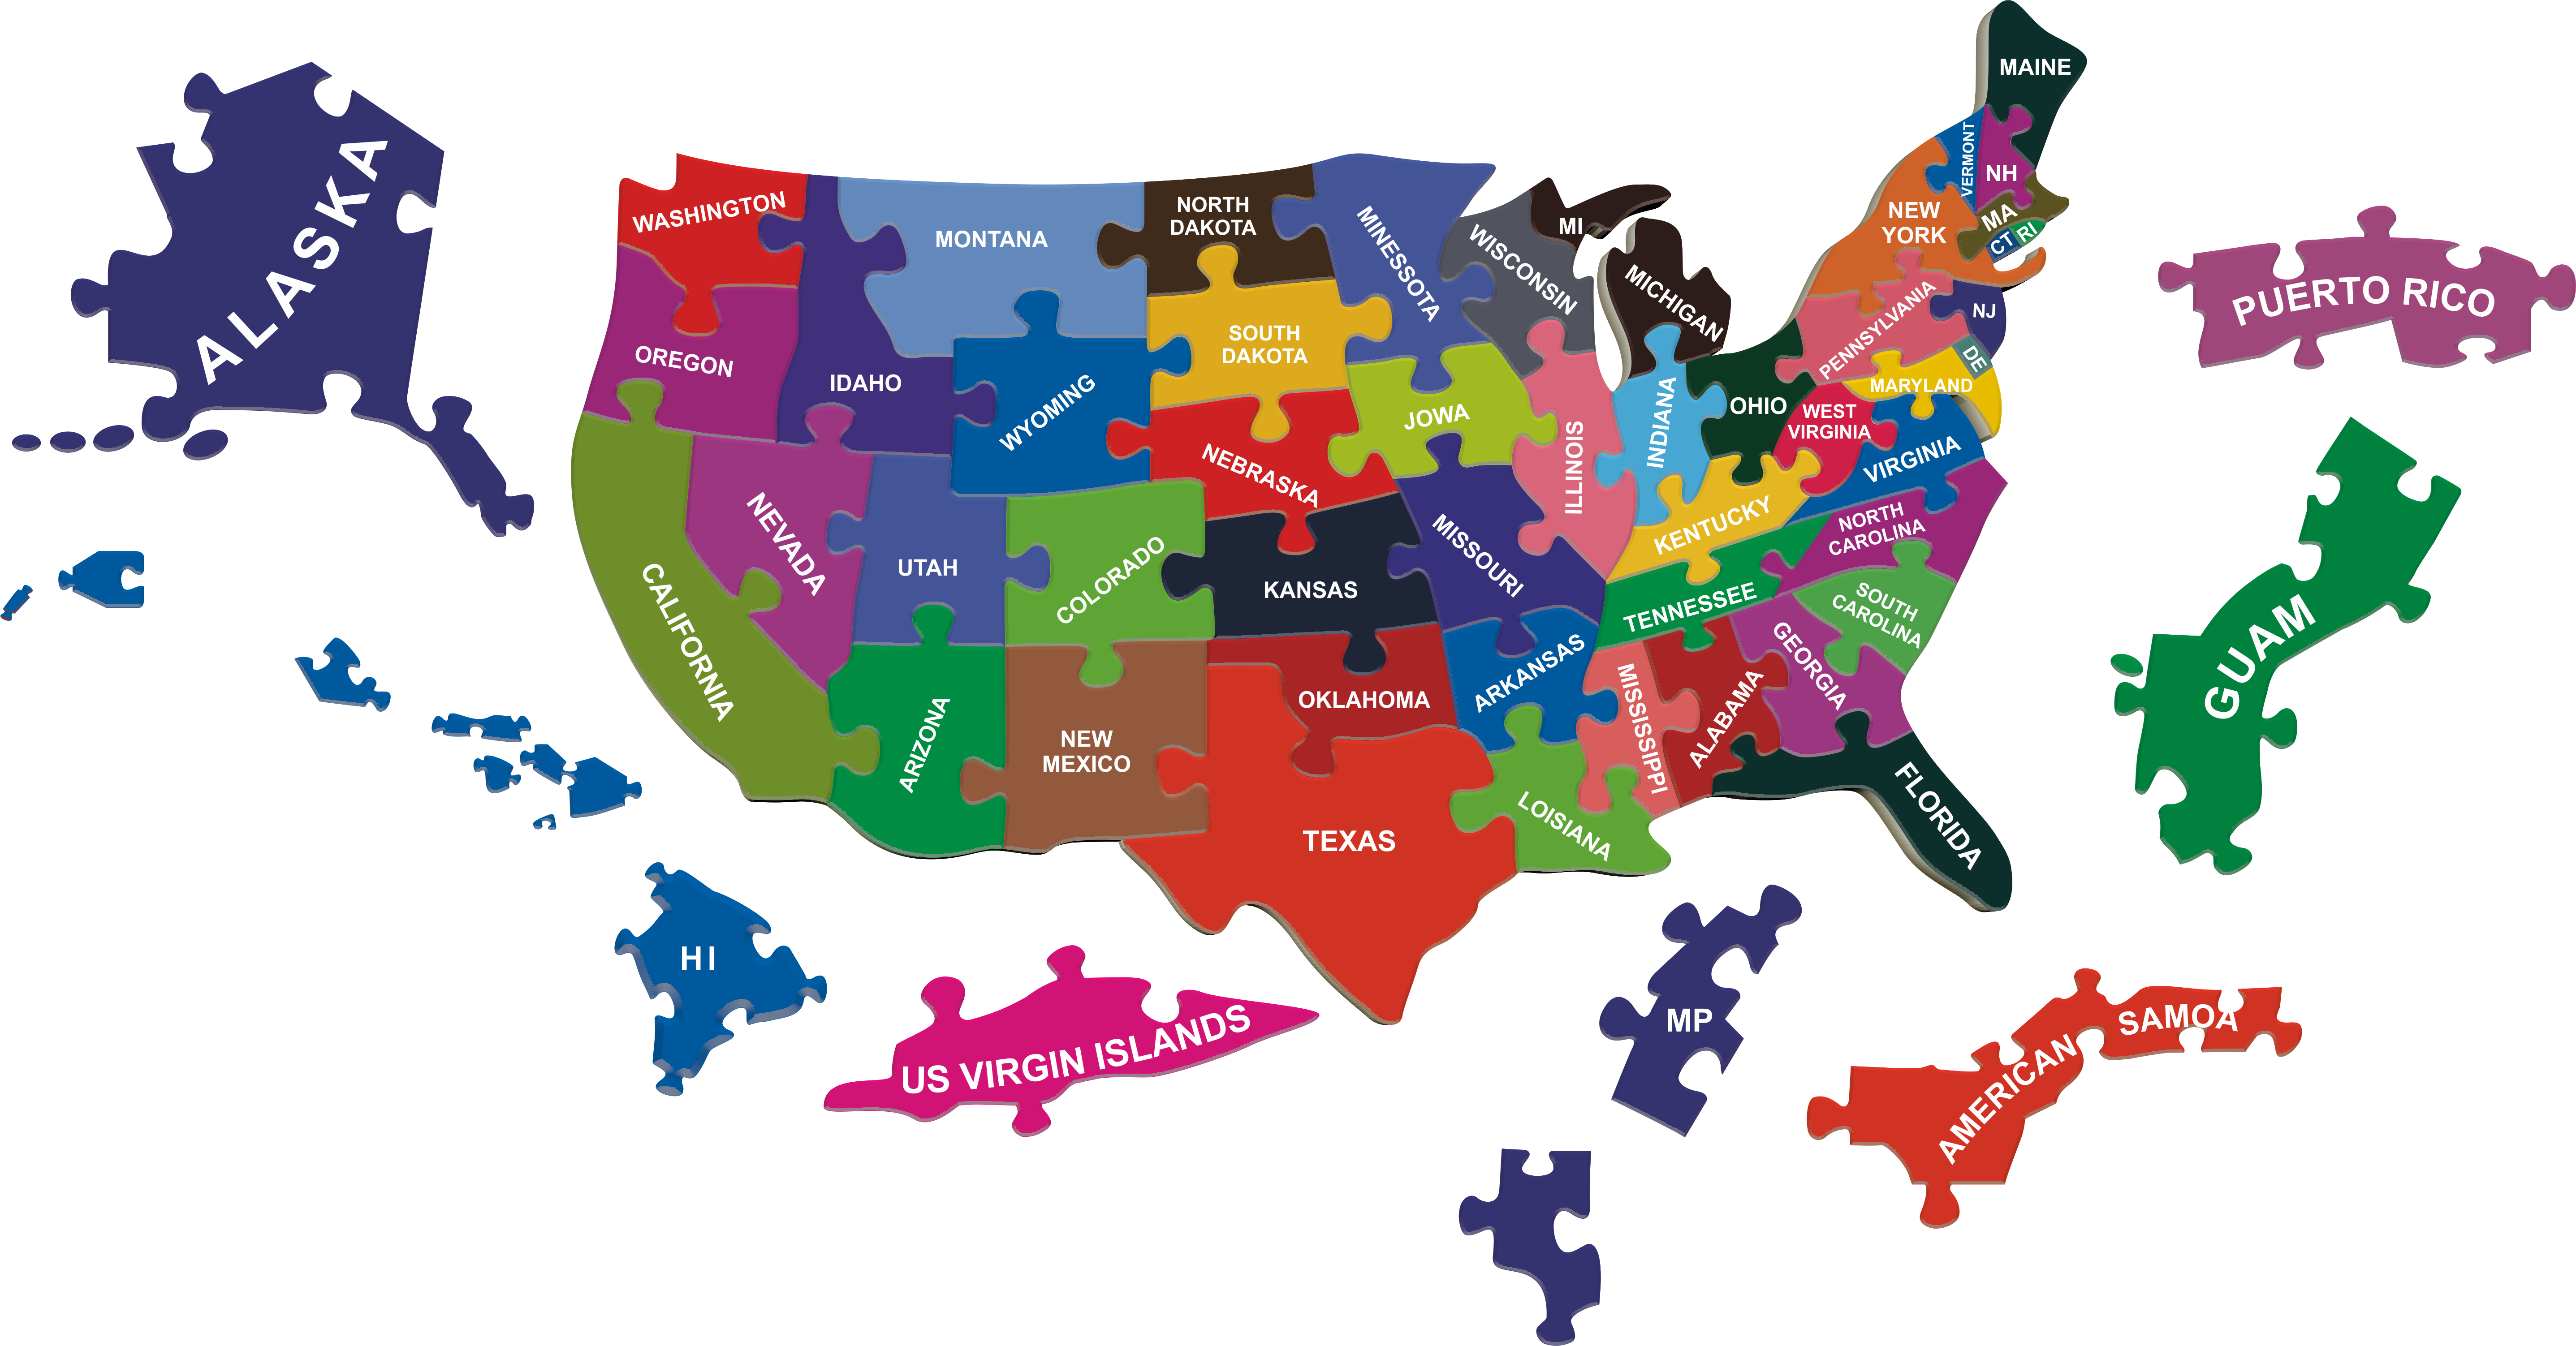 MAINE
ALASKA
WASHINGTON
MONTANA
NORTH
DAKOTA
MINESSOTA
WISCONSIN
MI
MICHIGAN
VERMONT
NH
NEW
YORK
MA
CT
RI
PENNSYLVANIA
NJ
DE
MARYLAND
PUERTO RICO
OREGON
IDAHO
WYOMING
SOUTH
DAKOTA
JOWA
NEBRASKA
ILLINOIS
INDIANA
OHIO
WEST
VIRGINIA
VIRGINIA
KENTUCKY
NORTH
CAROLINA
NEVADA
UTAH
COLORADO
KANSAS
MISSOURI
TENNESSEE
SOUTH
CAROLINA
CALIFORNIA
ARIZONA
NEW
MEXICO
OKLAHOMA
ARKANSAS
MISSISSIPPI
ALABAMA
GEORGIA
GUAM
TEXAS
LOISIANA
FLORIDA
HI
US VIRGIN ISLANDS
MP
AMERICAN SAMOA